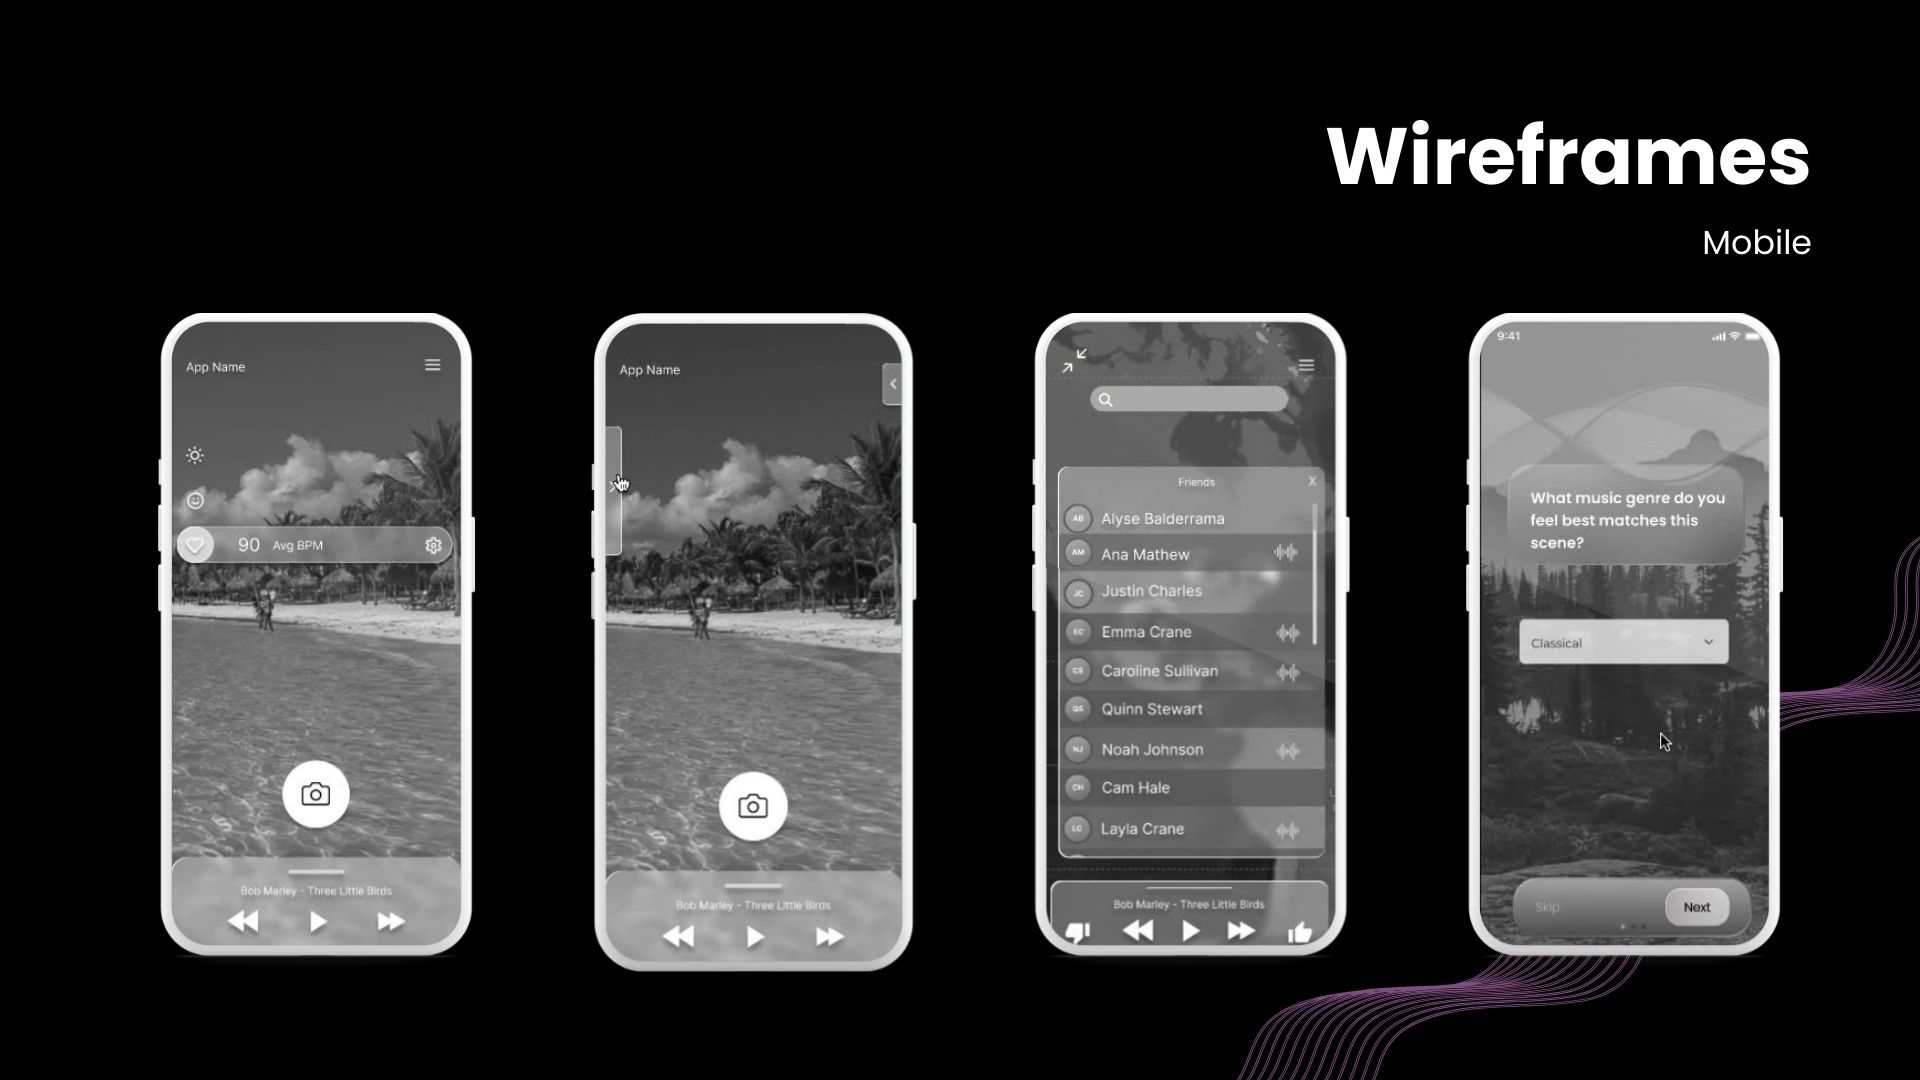 Wireframes
Mobile
App Name
90 Avg BPM
Bob Marley - Three Little Birds
App Name
Bob Marley - Three Little Birds
Friends X
AB Alyse Balderrama
AM Ana Mathew
JC Justin Charles
EC Emma Crane
CS Caroline Sullivan
QS Quinn Stewart
NJ Noah Johnson
CH Cam Hale
LC Layla Crane
Bob Marley - Three Little Birds
9:41
What music genre do you
feel best matches this
scene?
Classical
Skip
Next